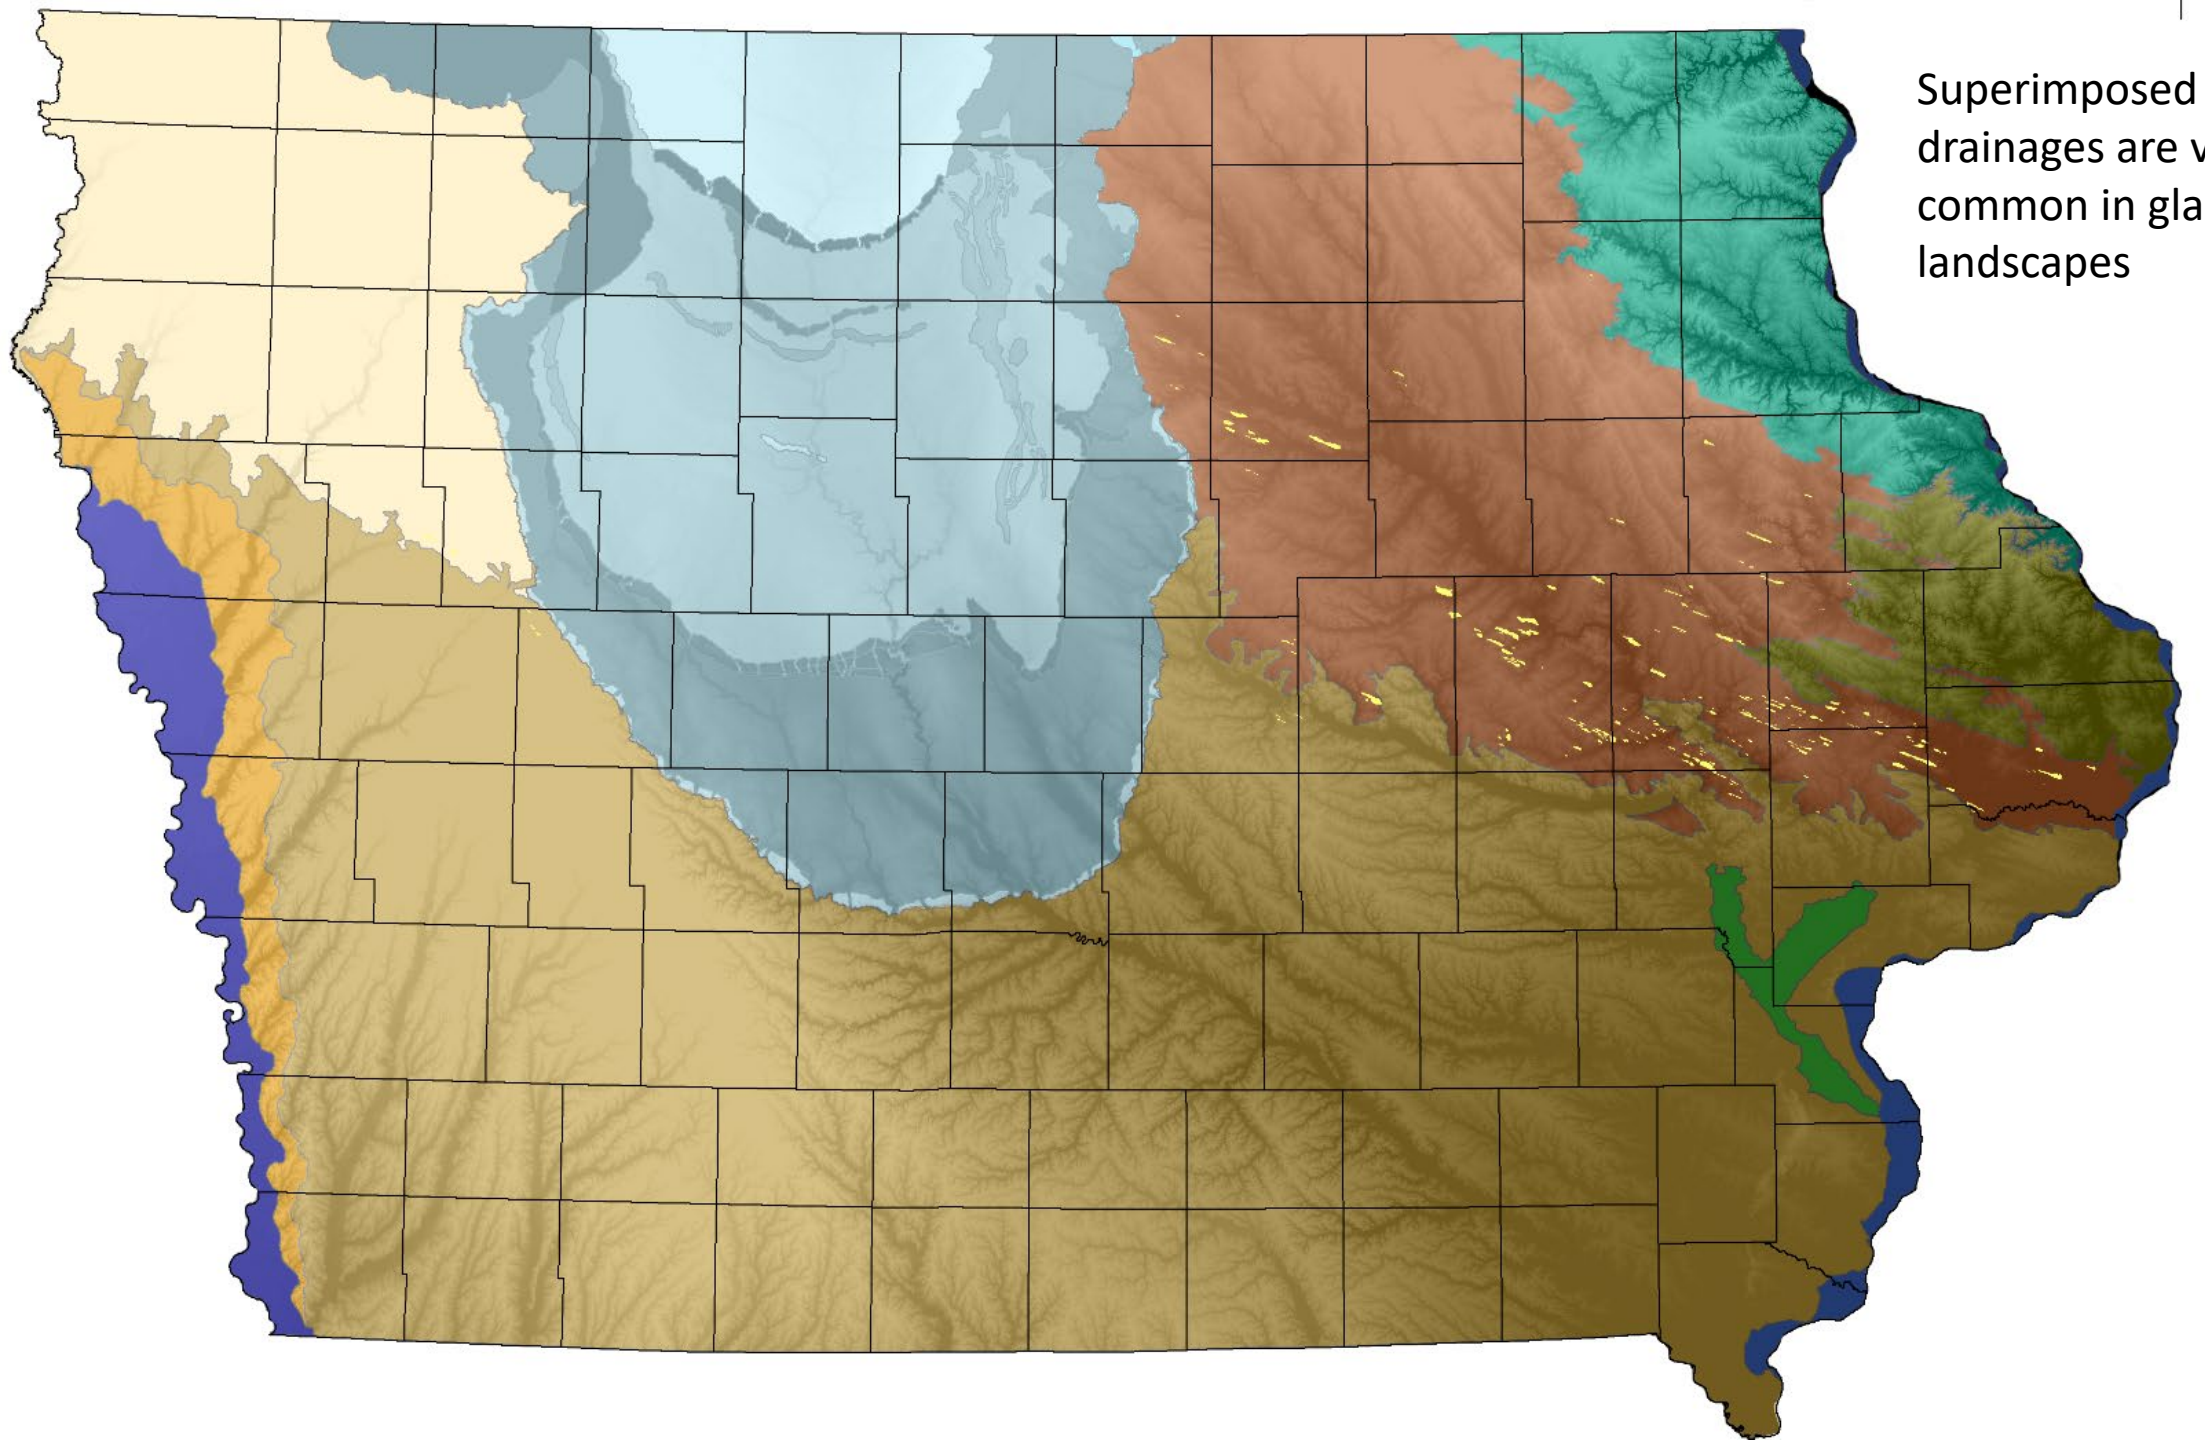 Superimposed
drainages are
common in
landscapes